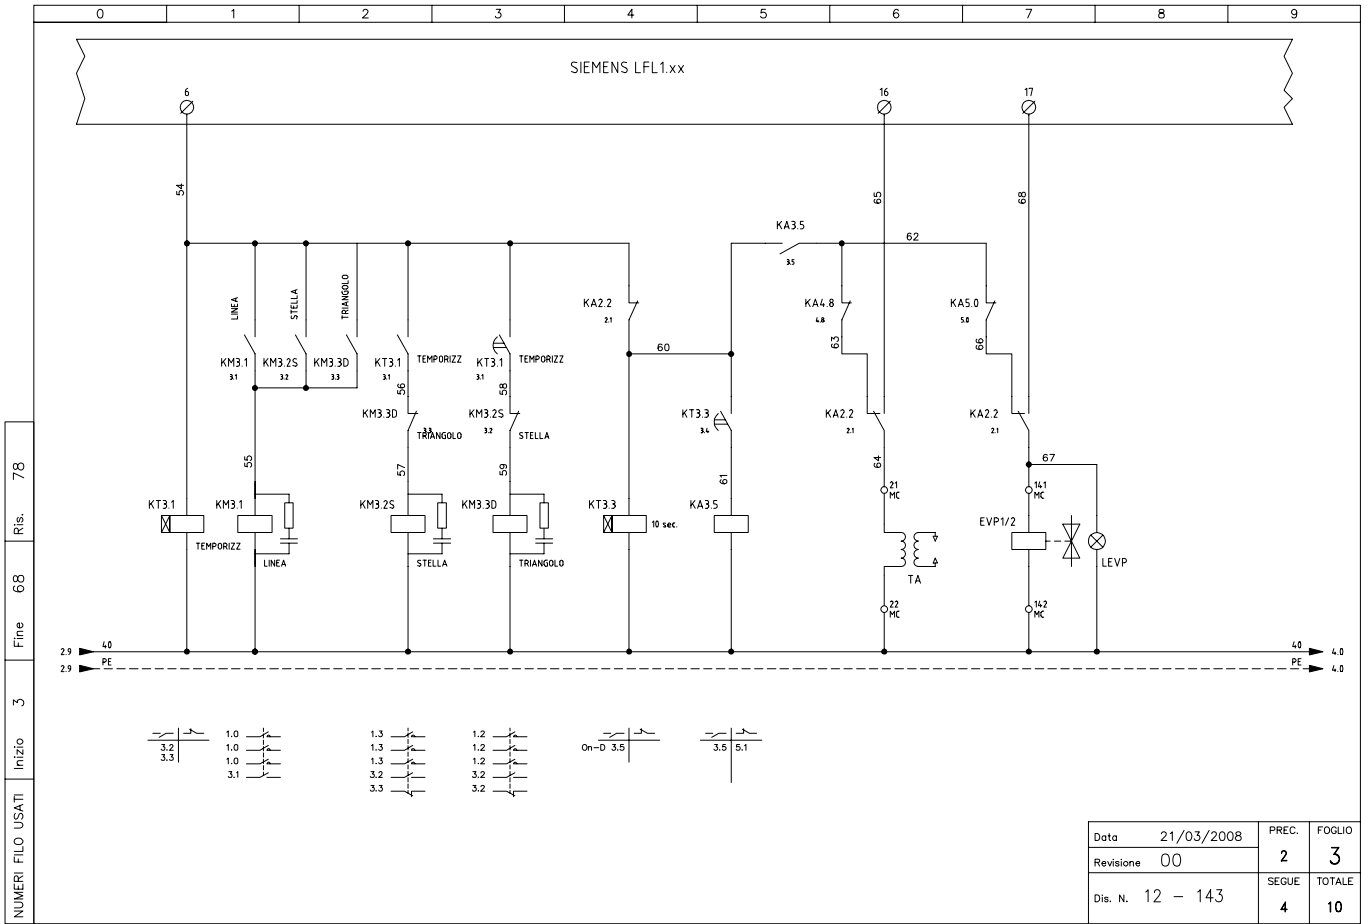 0 1 2 3 4 5 6 7 8 9
SIEMENS LFL1.xx
6 16 17
54 65 68
KA3.5
3.5
62
LINEA STELLA TRIANGOLO
KA2.2
2.1
KA4.8
4.8
KA5.0
5.0
60 63 66
KM3.1 KM3.2S KM3.3D KT3.1 TEMPORIZZ KT3.1 TEMPORIZZ
3.1 3.2 3.3 3.1 3.1
56 58
KM3.3D
3.3
TRIANGOLO
KM3.2S
3.2
STELLA
KT3.3
3.4
KA2.2
2.1
KA2.2
2.1
55 57 59 61 64 67
21
MC
141
MC
KT3.1 KM3.1 KM3.2S KM3.3D KT3.3 KA3.5
10 sec.
EVP1/2
TEMPORIZZ
LINEA STELLA TRIANGOLO
TA
LEVP
22
MC
142
MC
2.9 40 40 4.0
2.9 PE PE 4.0
3.2
3.3
1.0
1.0
1.0
3.1
1.3
1.3
1.3
3.2
3.3
1.2
1.2
1.2
3.2
3.2
On-D 3.5
3.5 5.1
NUMERI FILO USATI Inizio 3 Fine 68 Ris. 78
Data 21/03/2008
Revisione 00
Dis. N. 12 - 143
PREC.
2
FOGLIO
3
SEGUE
4
TOTALE
10